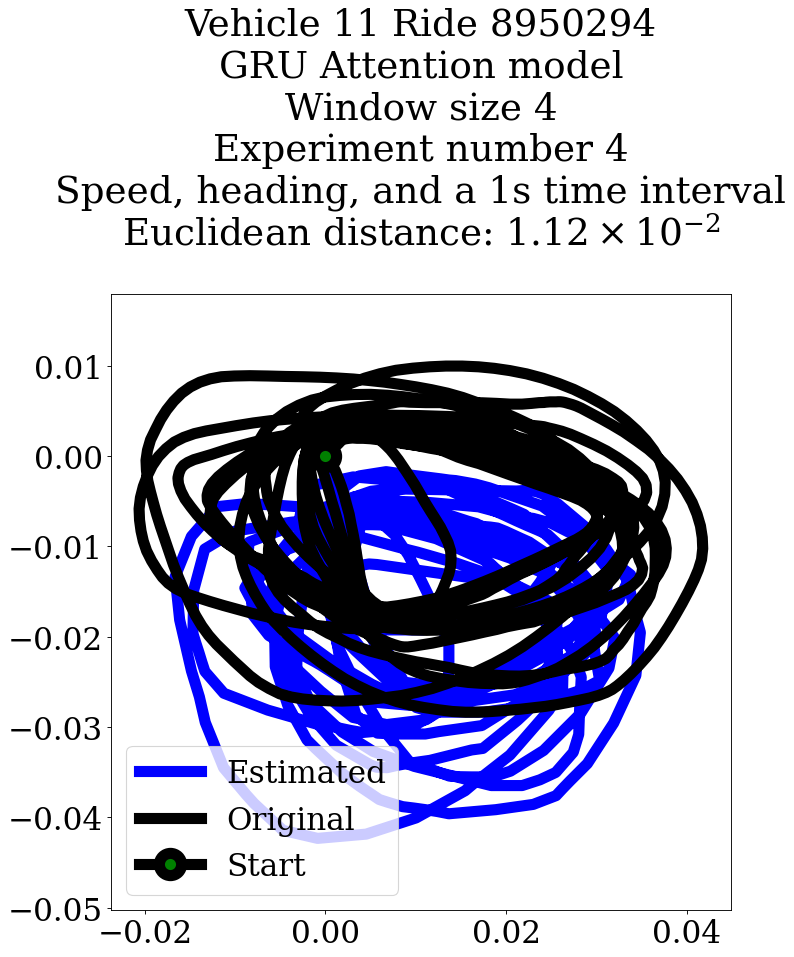 Vehicle 11 Ride 8950294
GRU Attention model
Window size 4
Experiment number 4
Speed, heading, and a 1s time interval
Euclidean distance: 1.12 × 10⁻²
0.01
0.00
−0.01
−0.02
−0.03
−0.04
−0.05
Estimated
Original
Start
−0.02 0.00 0.02 0.04